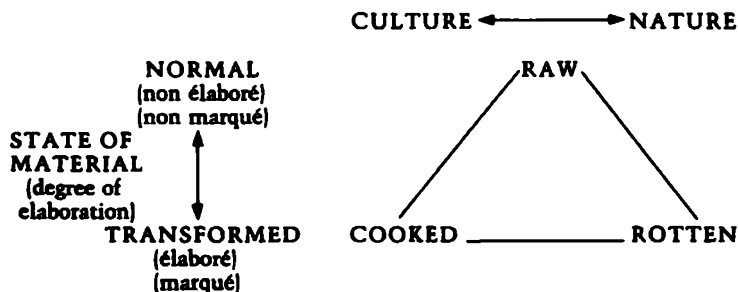 CULTURE NATURE
NORMAL
(non élaboré)
(non marqué)
RAW
STATE OF
MATERIAL
(degree of
elaboration)
TRANSFORMED
(élaboré)
(marqué)
COOKED ROTTEN